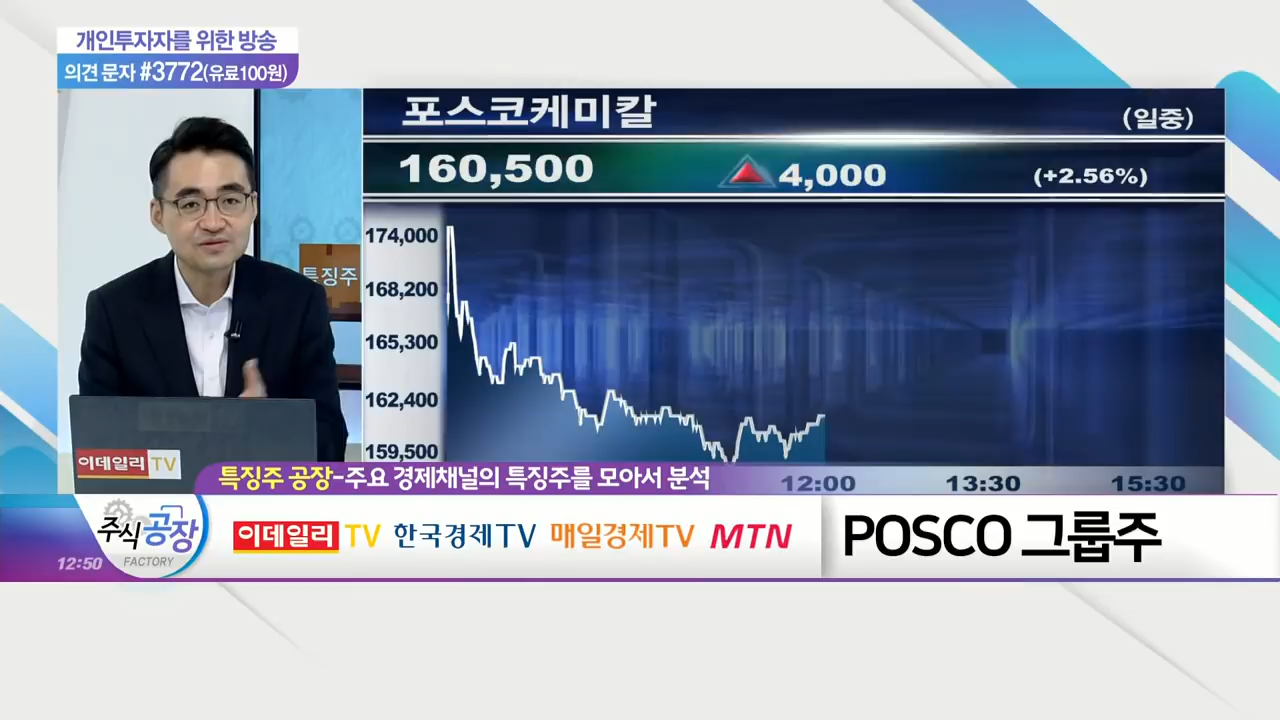 개인투자자를 위한 방송
의견 문자 #3772(유료100원)
포스코케미칼
(일중)
160,500 ▲ 4,000 (+2.56%)
174,000
168,200
165,300
162,400
159,500
12:00 13:30 15:30
특징주
이데일리 TV
특징주 공장-주요 경제채널의 특징주를 모아서 분석
주식공장
FACTORY
12:50
이데일리 TV 한국경제TV 매일경제TV MTN
POSCO 그룹주